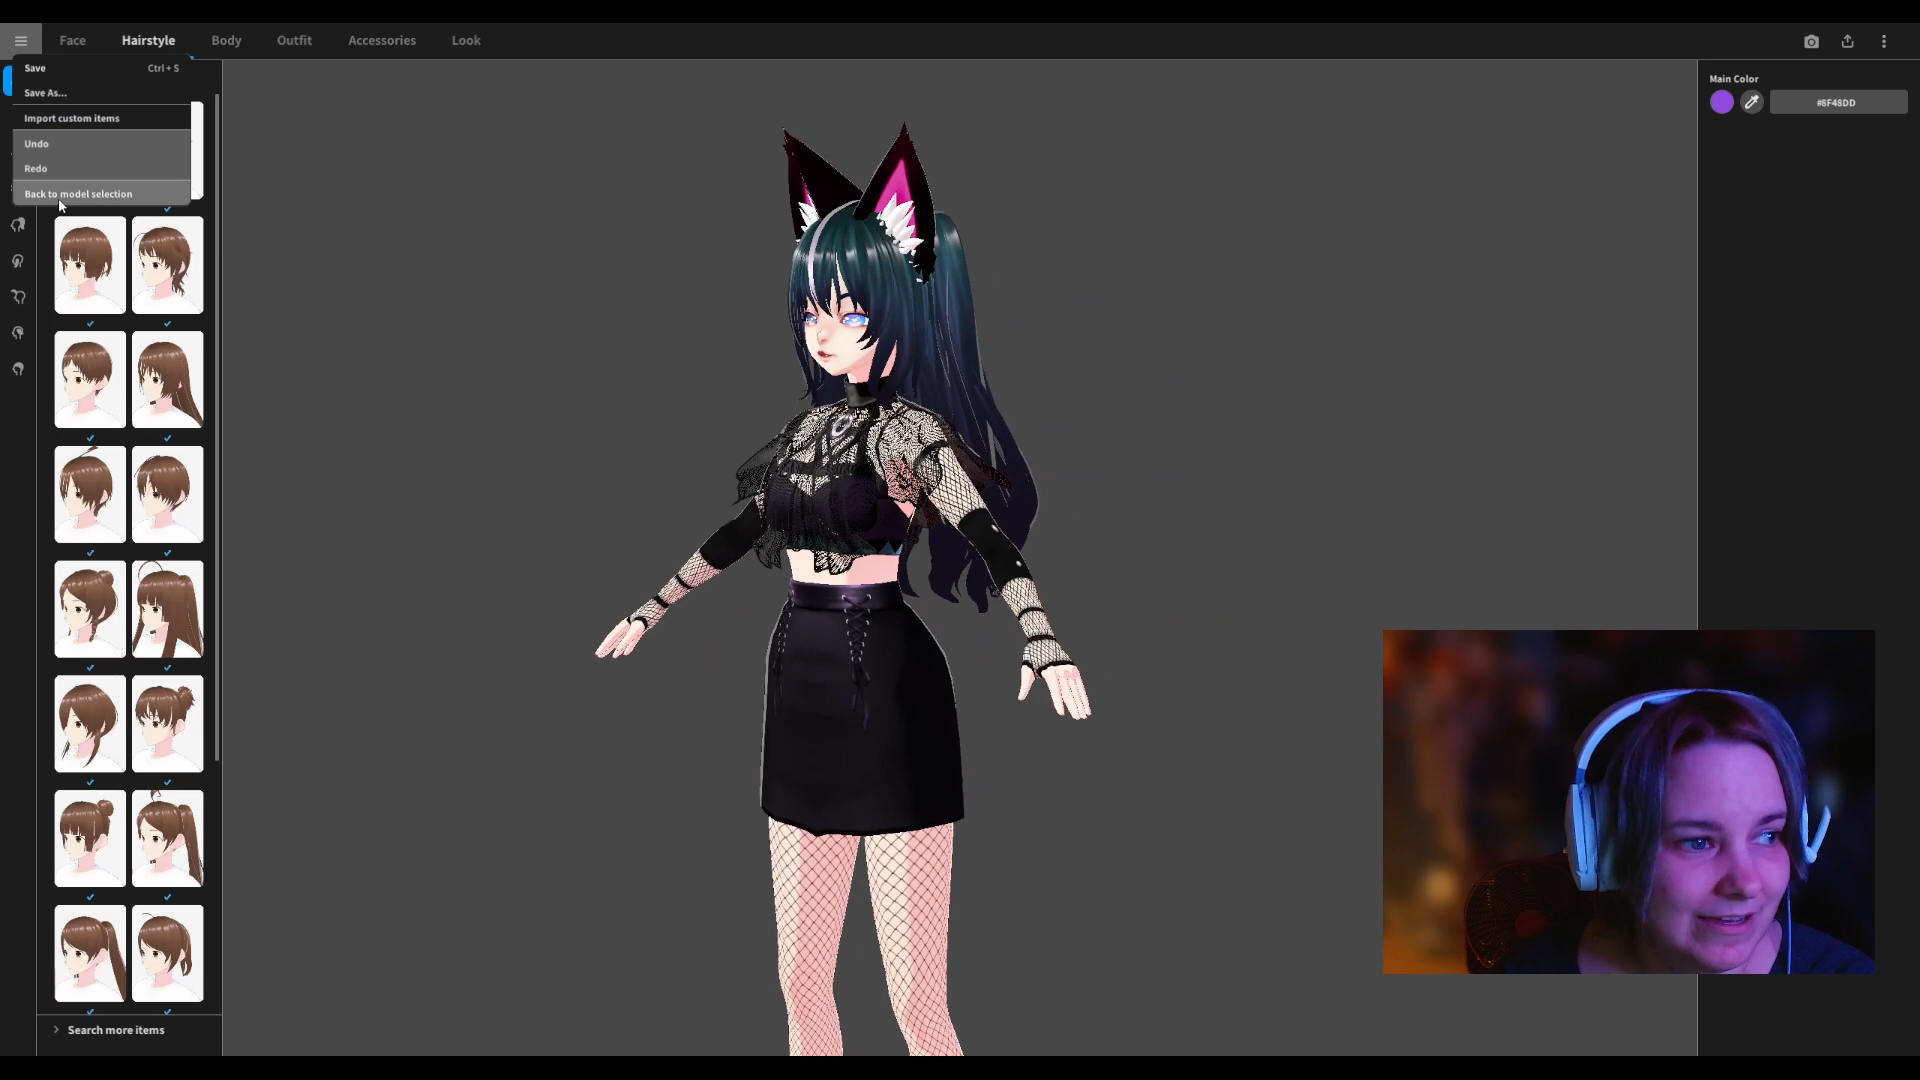 Face Hairstyle Body Outfit Accessories Look
Save Ctrl + S
Save As...
Import custom items
Undo
Redo
Back to model selection
Search more items
Main Color
#8F48DD